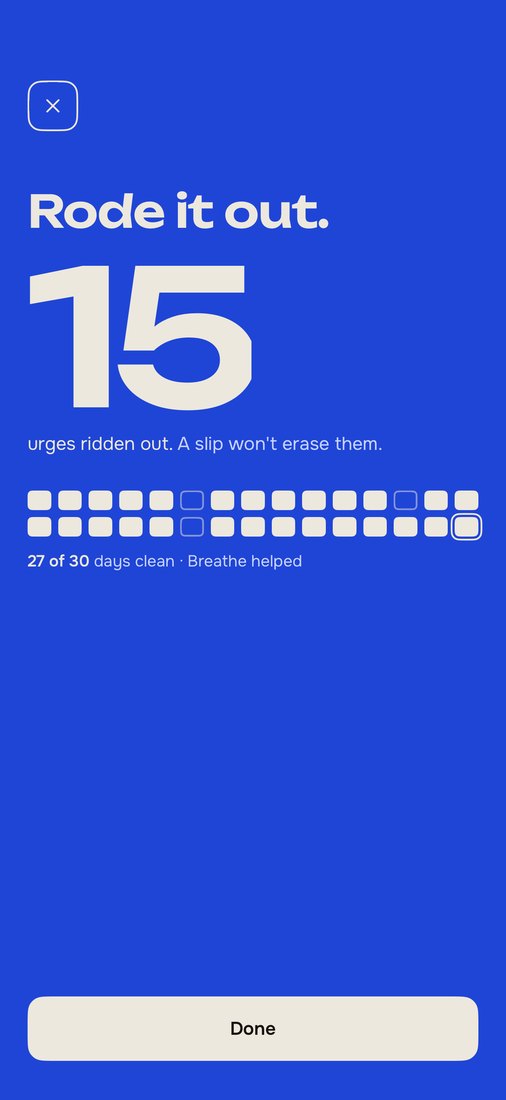 Rode it out.
15
urges ridden out. A slip won't erase them.
27 of 30 days clean · Breathe helped
Done